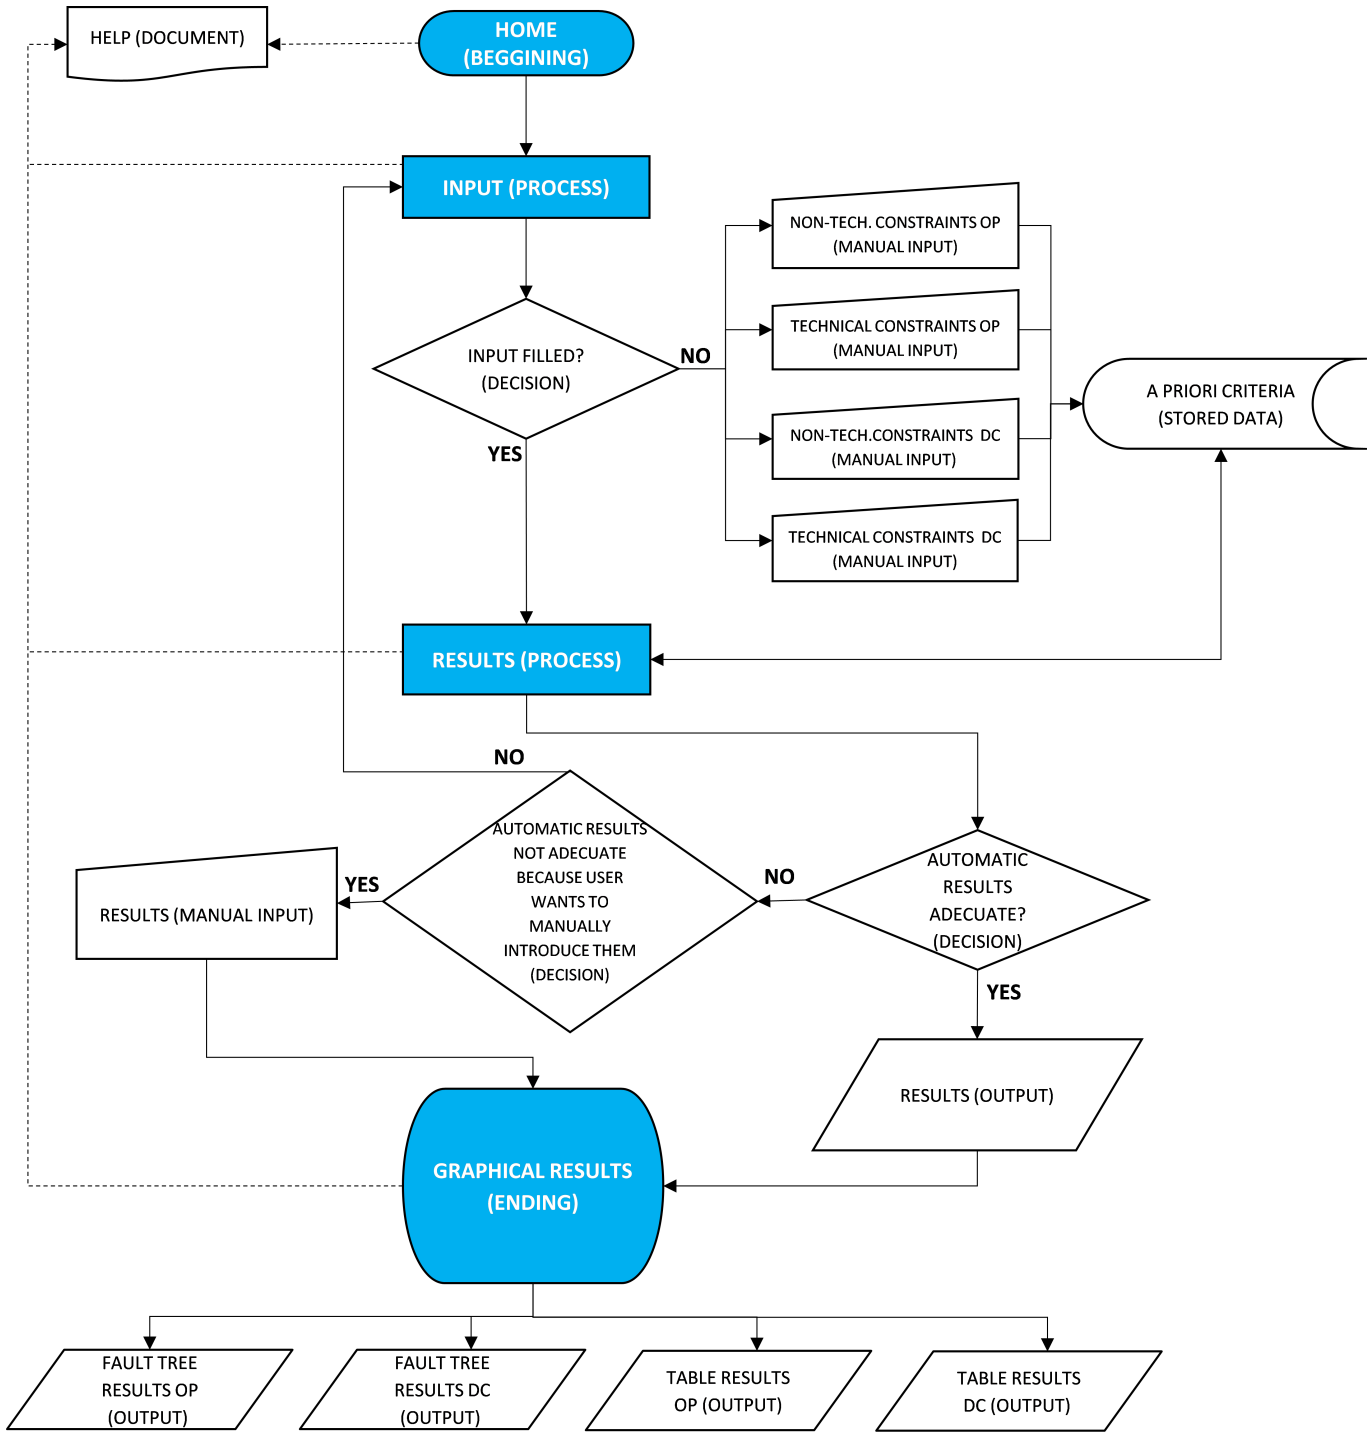 HELP (DOCUMENT)
HOME
(BEGGINING)
INPUT (PROCESS)
NON-TECH. CONSTRAINTS OP
(MANUAL INPUT)
TECHNICAL CONSTRAINTS OP
(MANUAL INPUT)
INPUT FILLED?
(DECISION)
NO
YES
A PRIORI CRITERIA
(STORED DATA)
NON-TECH.CONSTRAINTS DC
(MANUAL INPUT)
TECHNICAL CONSTRAINTS DC
(MANUAL INPUT)
RESULTS (PROCESS)
NO
AUTOMATIC RESULTS
NOT ADECUATE
BECAUSE USER
WANTS TO
MANUALLY
INTRODUCE THEM
(DECISION)
YES
NO
AUTOMATIC
RESULTS
ADECUATE?
(DECISION)
RESULTS (MANUAL INPUT)
YES
RESULTS (OUTPUT)
GRAPHICAL RESULTS
(ENDING)
FAULT TREE
RESULTS OP
(OUTPUT)
FAULT TREE
RESULTS DC
(OUTPUT)
TABLE RESULTS
OP (OUTPUT)
TABLE RESULTS
DC (OUTPUT)